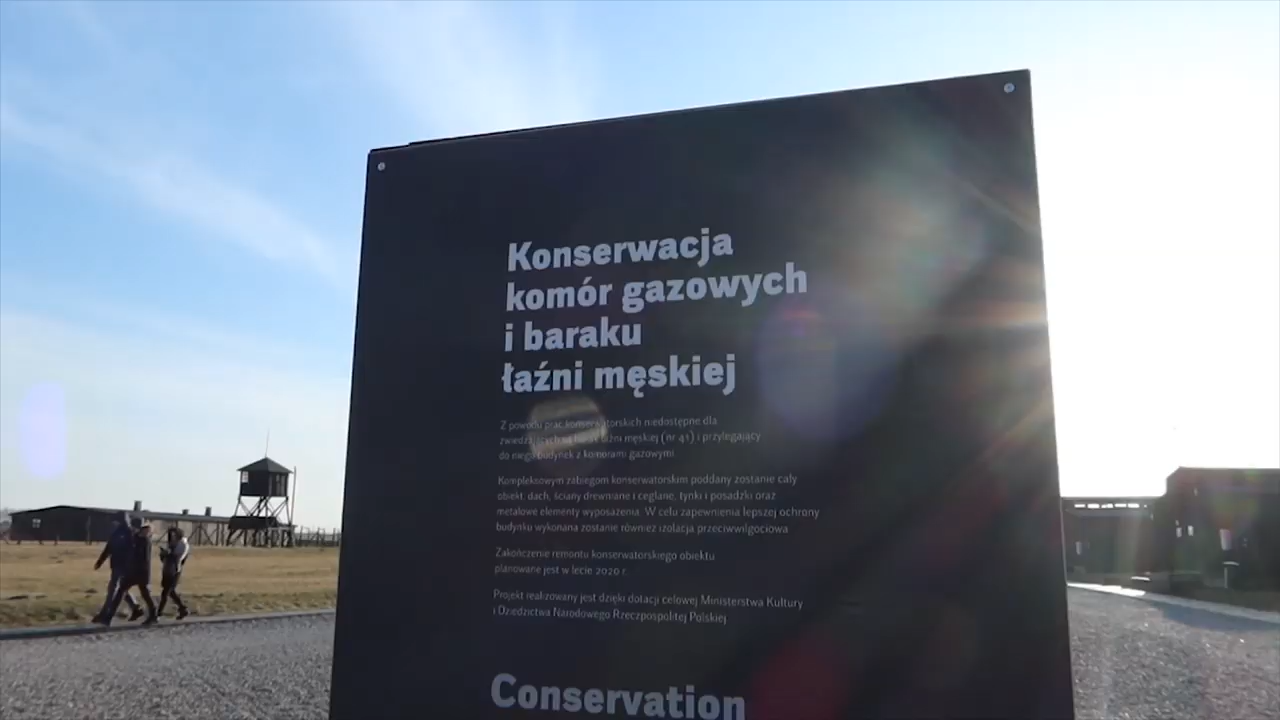 Konserwacja
komór gazowych
i baraku
łaźni męskiej
Z powodu prac konserwatorskich niedostępne dla
zwiedzających są barak łaźni męskiej (nr 41) i przylegający
do niego budynek z komorami gazowymi.
Kompleksowym zabiegom konserwatorskim poddany zostanie cały
obiekt: dach, ściany drewniane i ceglane, tynki i posadzki oraz
metalowe elementy wyposażenia. W celu zapewnienia lepszej ochrony
budynku wykonana zostanie również izolacja przeciwwilgociowa.
Zakończenie remontu konserwatorskiego obiektu
planowane jest w lecie 2020 r.
Projekt realizowany jest dzięki dotacji celowej Ministerstwa Kultury
i Dziedzictwa Narodowego Rzeczpospolitej Polskiej
Conservation